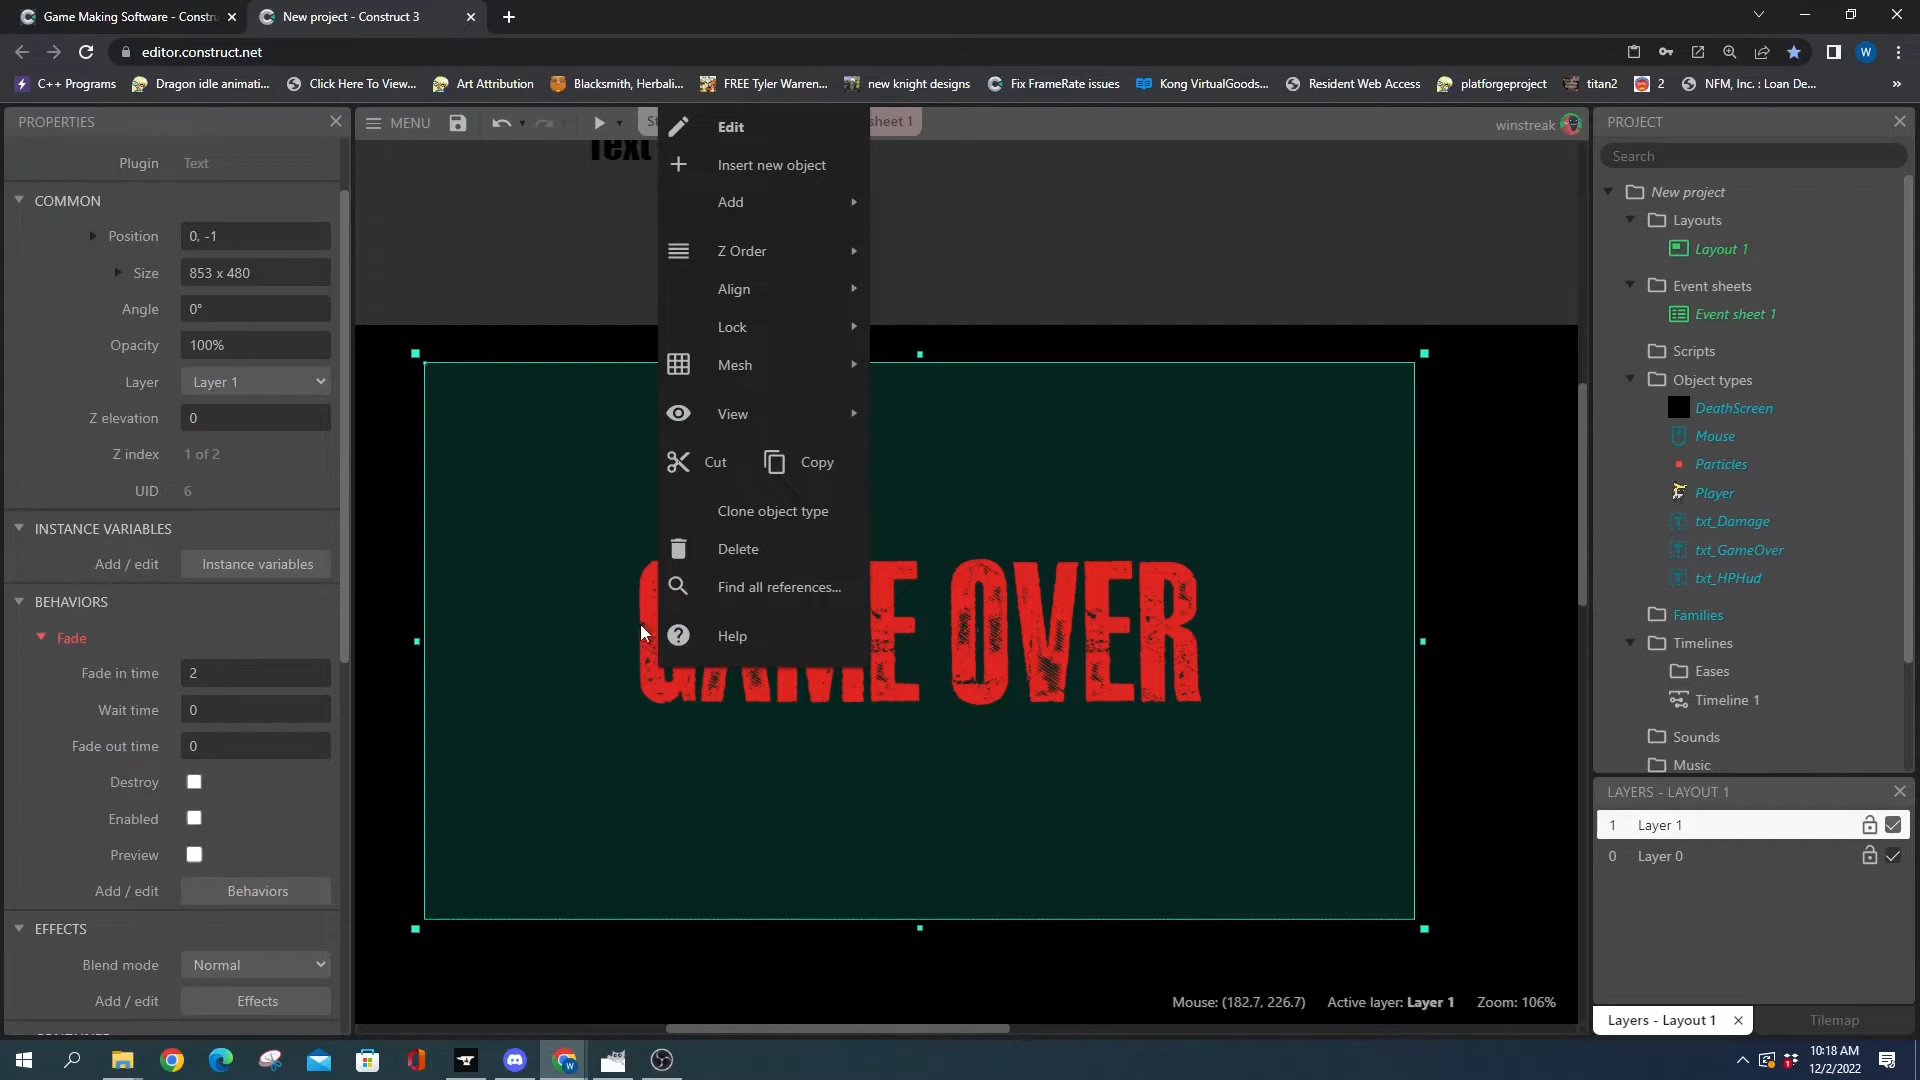 Game Making Software - Constru
New project - Construct 3
editor.construct.net
W
C++ Programs
Dragon idle animati...
Click Here To View...
Art Attribution
Blacksmith, Herbali...
FREE Tyler Warren...
new knight designs
Fix FrameRate issues
Kong VirtualGoods...
Resident Web Access
platforgeproject
titan2
2
NFM, Inc. : Loan De...
»
PROPERTIES
Plugin Text
COMMON
Position 0, -1
Size 853 x 480
Angle 0°
Opacity 100%
Layer Layer 1
Z elevation 0
Z index 1 of 2
UID 6
INSTANCE VARIABLES
Add / edit Instance variables
BEHAVIORS
Fade
Fade in time 2
Wait time 0
Fade out time 0
Destroy
Enabled
Preview
Add / edit Behaviors
EFFECTS
Blend mode Normal
Add / edit Effects
MENU
St
sheet 1
winstreak
Text
Edit
Insert new object
Add
Z Order
Align
Lock
Mesh
View
Cut Copy
Clone object type
Delete
Find all references...
Help
GAME OVER
Mouse: (182.7, 226.7) Active layer: Layer 1 Zoom: 106%
PROJECT
Search
New project
Layouts
Layout 1
Event sheets
Event sheet 1
Scripts
Object types
DeathScreen
Mouse
Particles
Player
txt_Damage
txt_GameOver
txt_HPHud
Families
Timelines
Eases
Timeline 1
Sounds
Music
LAYERS - LAYOUT 1
1 Layer 1
0 Layer 0
Layers - Layout 1
Tilemap
10:18 AM
12/2/2022